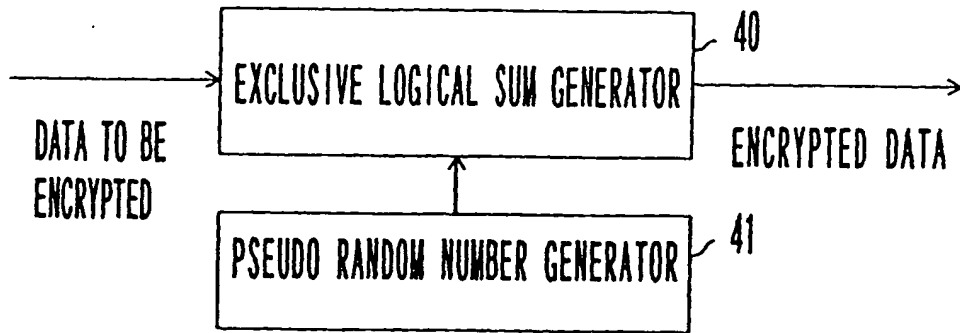 40
EXCLUSIVE LOGICAL SUM GENERATOR
DATA TO BE
ENCRYPTED
ENCRYPTED DATA
PSEUDO RANDOM NUMBER GENERATOR
41